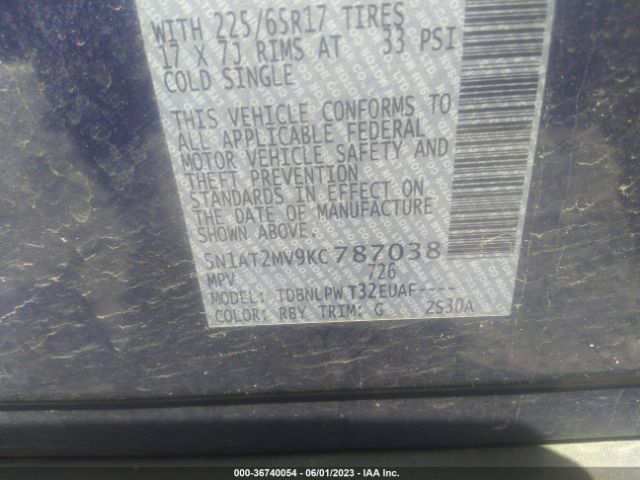 WITH 225/65R17 TIRES
17 X 7J RIMS AT 33 PSI
COLD SINGLE
THIS VEHICLE CONFORMS TO
ALL APPLICABLE FEDERAL
MOTOR VEHICLE SAFETY AND
THEFT PREVENTION
STANDARDS IN EFFECT ON
THE DATE OF MANUFACTURE
SHOWN ABOVE.
5N1AT2MV9KC787038
MPV 726
MODEL: TDBNLPW T32EUAF----
COLOR: RBY TRIM: G ZS30A
000-36740054 - 06/01/2023 - IAA Inc.